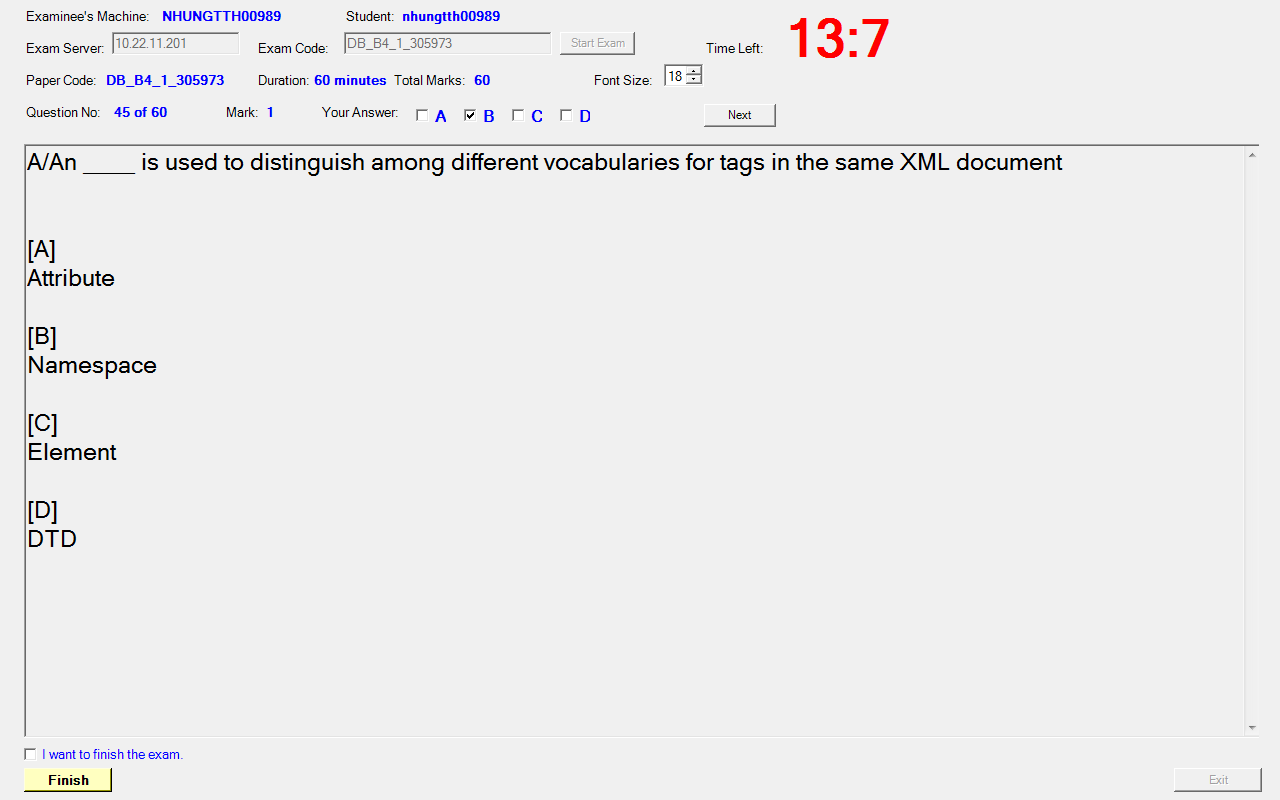 Examinee's Machine: NHUNGTTH00989 Student: nhungtth00989
Exam Server: 10.22.11.201 Exam Code: DB_B4_1_305973 Start Exam Time Left: 13:7
Paper Code: DB_B4_1_305973 Duration: 60 minutes Total Marks: 60 Font Size: 18
Question No: 45 of 60 Mark: 1 Your Answer: A B C D Next
A/An ____ is used to distinguish among different vocabularies for tags in the same XML document
[A]
Attribute
[B]
Namespace
[C]
Element
[D]
DTD
I want to finish the exam.
Finish Exit